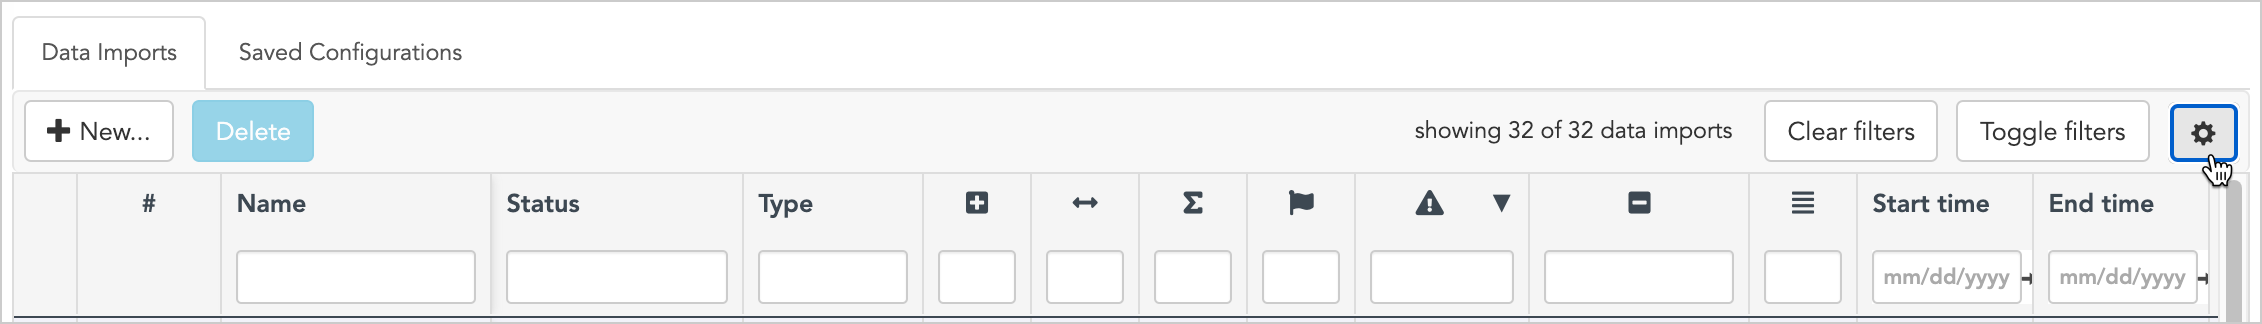 Data Imports Saved Configurations
New... Delete showing 32 of 32 data imports Clear filters Toggle filters
# Name Status Type Σ ▼ Start time End time
mm/dd/yyyy mm/dd/yyyy